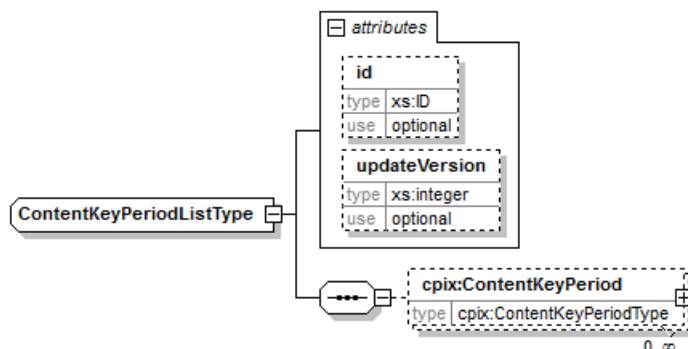 attributes
id
type xs:ID
use optional
updateVersion
type xs:integer
use optional
ContentKeyPeriodListType
cpix:ContentKeyPeriod
type cpix:ContentKeyPeriodType
0..∞